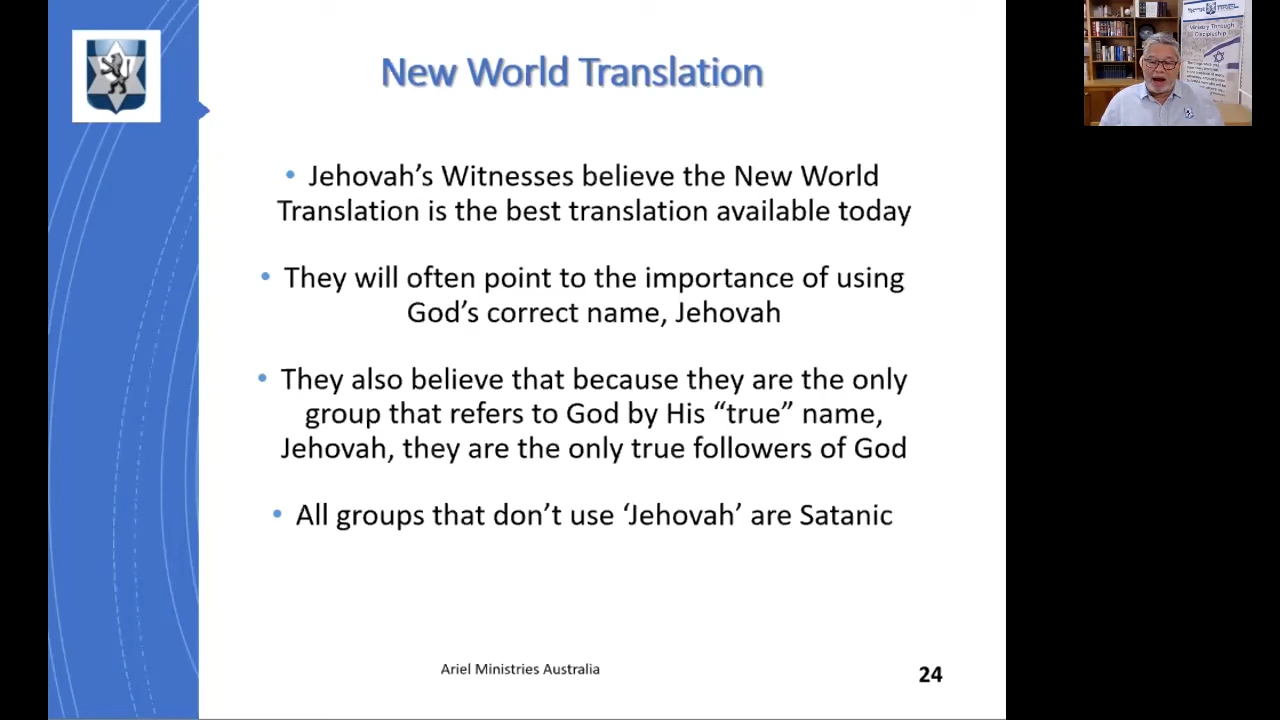 New World Translation
• Jehovah’s Witnesses believe the New World
Translation is the best translation available today
• They will often point to the importance of using
God’s correct name, Jehovah
• They also believe that because they are the only
group that refers to God by His “true” name,
Jehovah, they are the only true followers of God
• All groups that don’t use ‘Jehovah’ are Satanic
Ariel Ministries Australia
24
Ministry Through
Discipleship